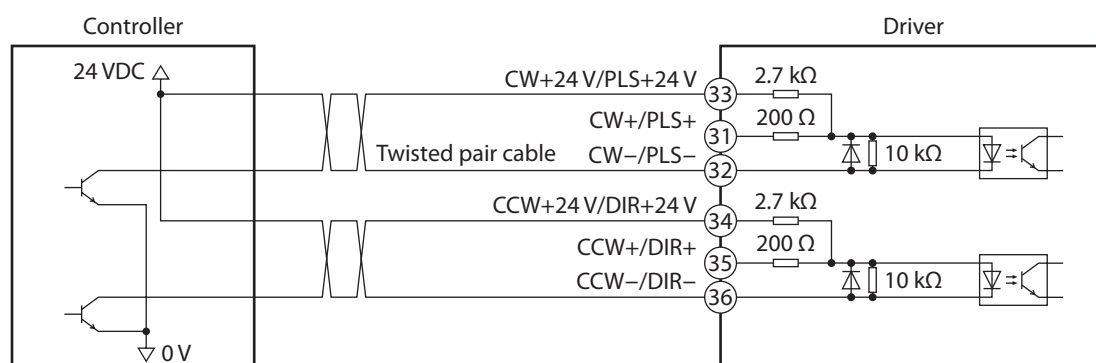 Controller
Driver
24 VDC
CW+24 V/PLS+24 V
33
2.7 kΩ
CW+/PLS+
31
200 Ω
Twisted pair cable
CW−/PLS−
32
10 kΩ
CCW+24 V/DIR+24 V
34
2.7 kΩ
CCW+/DIR+
35
200 Ω
CCW−/DIR−
36
10 kΩ
0 V